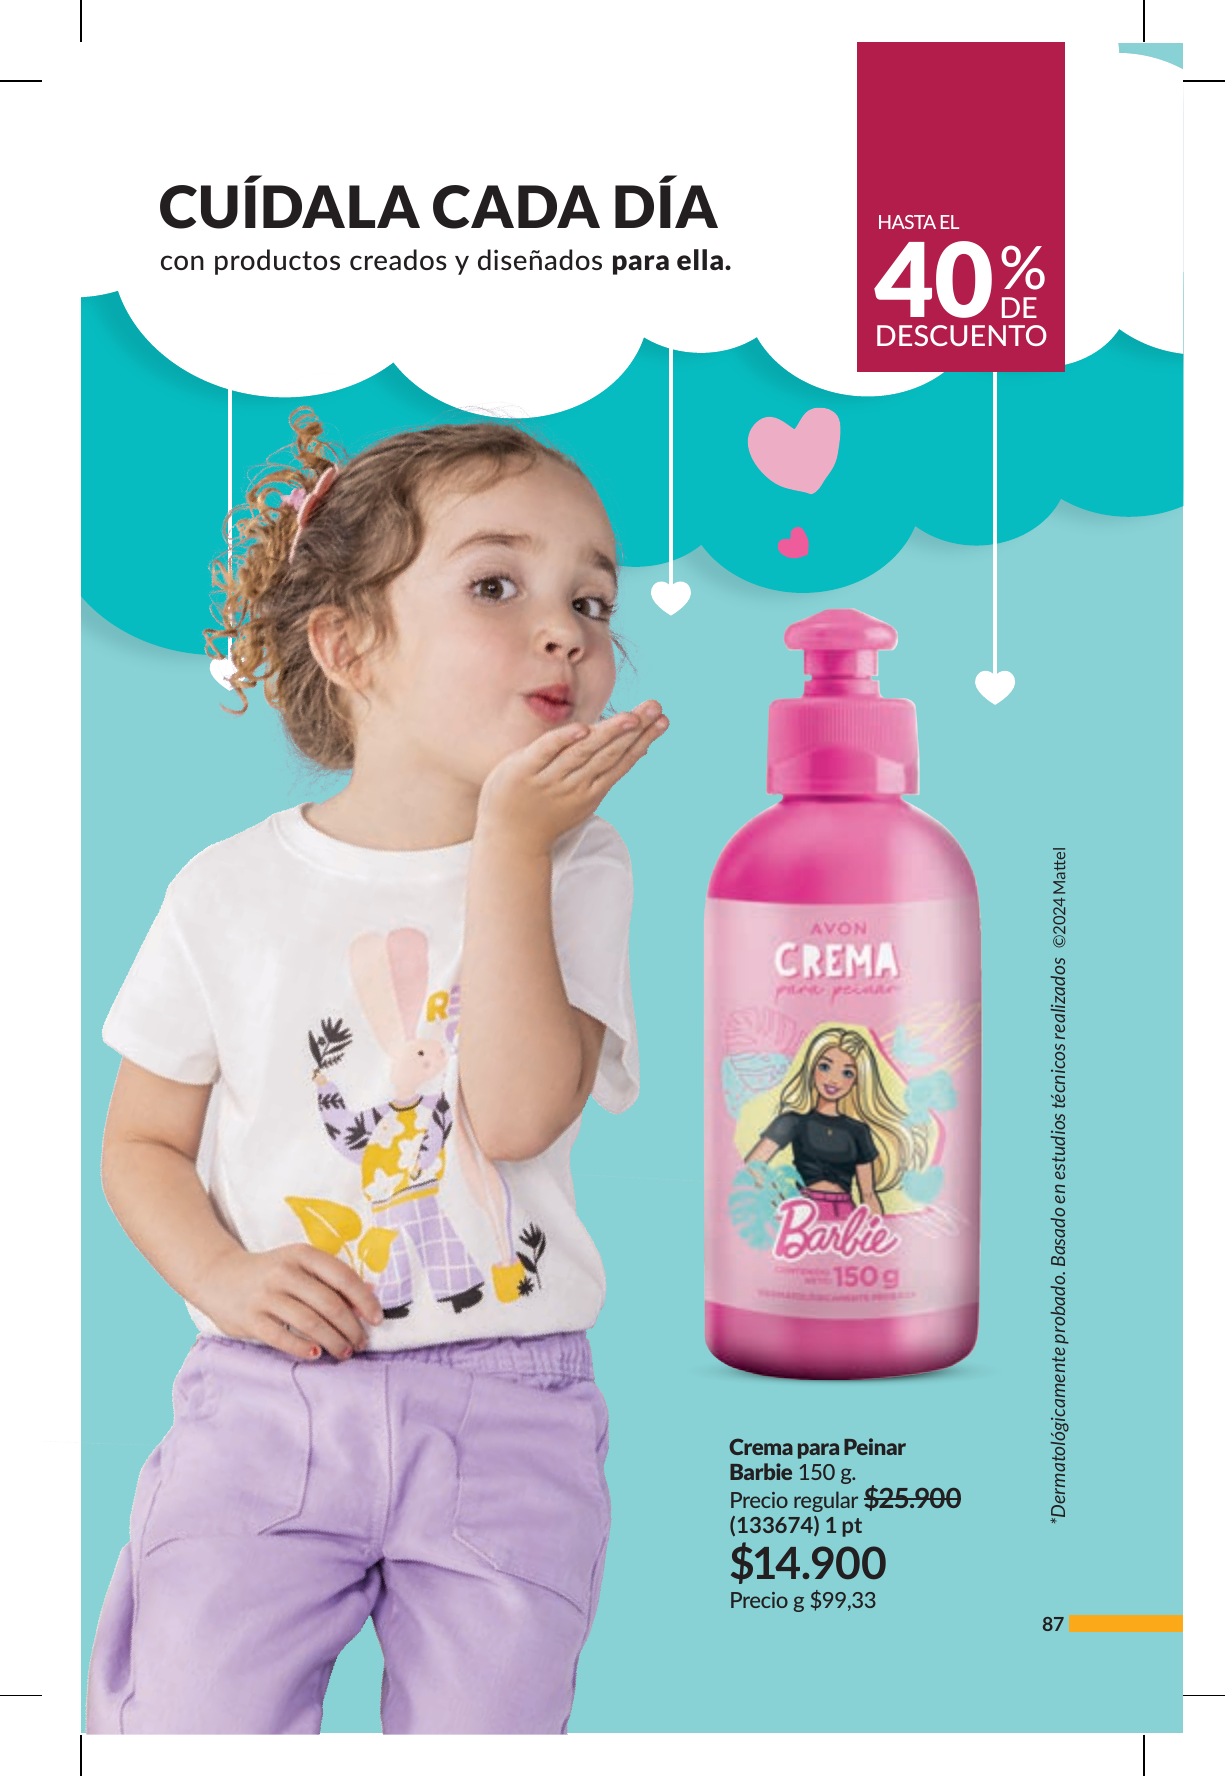 CUÍDALA CADA DÍA
con productos creados y diseñados para ella.
HASTA EL
40%
DE
DESCUENTO
AVON
CREMA
para peinar
Barbie
CONTENIDO
NETO 150 g
DERMATOLÓGICAMENTE PROBADA
*Dermatológicamente probado. Basado en estudios técnicos realizados ©2024 Mattel
Crema para Peinar
Barbie 150 g.
Precio regular $25.900
(133674) 1 pt
$14.900
Precio g $99,33
87